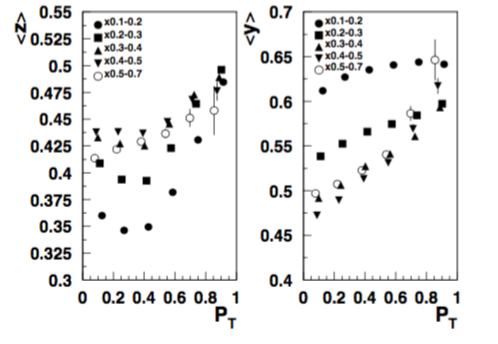 <z>
0.55
0.525
0.5
0.475
0.45
0.425
0.4
0.375
0.35
0.325
0.3
x0.1-0.2
x0.2-0.3
x0.3-0.4
x0.4-0.5
x0.5-0.7
0 0.2 0.4 0.6 0.8 1
PT
<y>
0.7
0.65
0.6
0.55
0.5
0.45
0.4
x0.1-0.2
x0.2-0.3
x0.3-0.4
x0.4-0.5
x0.5-0.7
0 0.2 0.4 0.6 0.8 1
PT